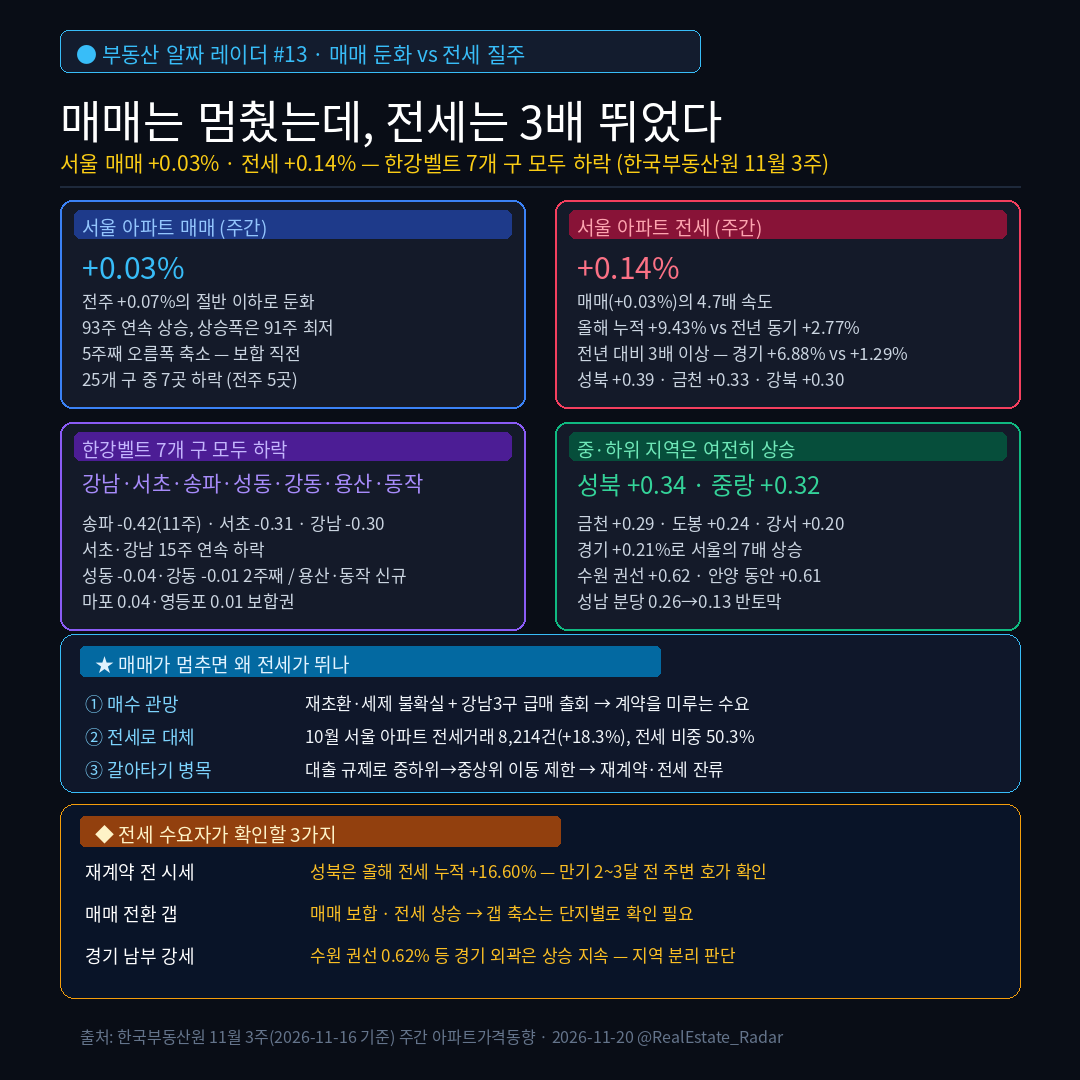 ● 부동산 알짜 레이더 #13 · 매매 둔화 vs 전세 질주
매매는 멈췄는데, 전세는 3배 뛰었다
서울 매매 +0.03% · 전세 +0.14% — 한강벨트 7개 구 모두 하락 (한국부동산원 11월 3주)
서울 아파트 매매 (주간)
+0.03%
전주 +0.07%의 절반 이하로 둔화
93주 연속 상승, 상승폭은 91주 최저
5주째 오름폭 축소 — 보합 직전
25개 구 중 7곳 하락 (전주 5곳)
서울 아파트 전세 (주간)
+0.14%
매매(+0.03%)의 4.7배 속도
올해 누적 +9.43% vs 전년 동기 +2.77%
전년 대비 3배 이상 — 경기 +6.88% vs +1.29%
성북 +0.39 · 금천 +0.33 · 강북 +0.30
한강벨트 7개 구 모두 하락
강남·서초·송파·성동·강동·용산·동작
송파 -0.42(11주) · 서초 -0.31 · 강남 -0.30
서초·강남 15주 연속 하락
성동 -0.04·강동 -0.01 2주째 / 용산·동작 신규
마포 0.04·영등포 0.01 보합권
중·하위 지역은 여전히 상승
성북 +0.34 · 중랑 +0.32
금천 +0.29 · 도봉 +0.24 · 강서 +0.20
경기 +0.21%로 서울의 7배 상승
수원 권선 +0.62 · 안양 동안 +0.61
성남 분당 0.26→0.13 반토막
★ 매매가 멈추면 왜 전세가 뛰나
① 매수 관망 재초환·세제 불확실 + 강남3구 급매 출회 → 계약을 미루는 수요
② 전세로 대체 10월 서울 아파트 전세거래 8,214건(+18.3%), 전세 비중 50.3%
③ 갈아타기 병목 대출 규제로 중하위→중상위 이동 제한 → 재계약·전세 잔류
◆ 전세 수요자가 확인할 3가지
재계약 전 시세 성북은 올해 전세 누적 +16.60% — 만기 2~3달 전 주변 호가 확인
매매 전환 갭 매매 보합 · 전세 상승 → 갭 축소는 단지별로 확인 필요
경기 남부 강세 수원 권선 0.62% 등 경기 외곽은 상승 지속 — 지역 분리 판단
출처: 한국부동산원 11월 3주(2026-11-16 기준) 주간 아파트가격동향 · 2026-11-20 @RealEstate_Radar